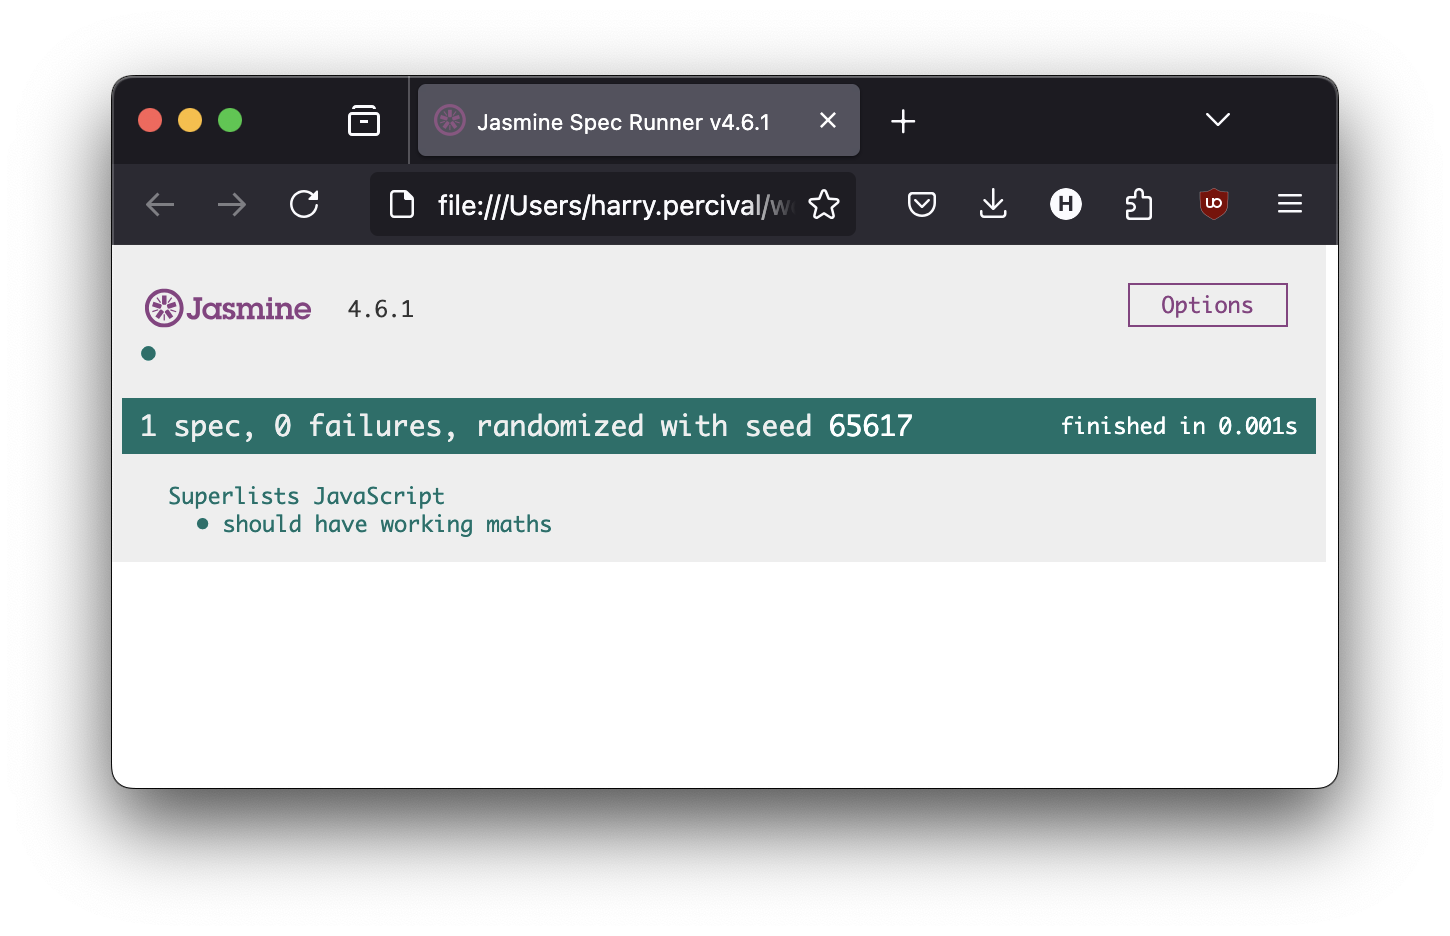 Jasmine Spec Runner v4.6.1
file:///Users/harry.percival/
H
uo
Jasmine 4.6.1
Options
1 spec, 0 failures, randomized with seed 65617 finished in 0.001s
Superlists JavaScript
• should have working maths